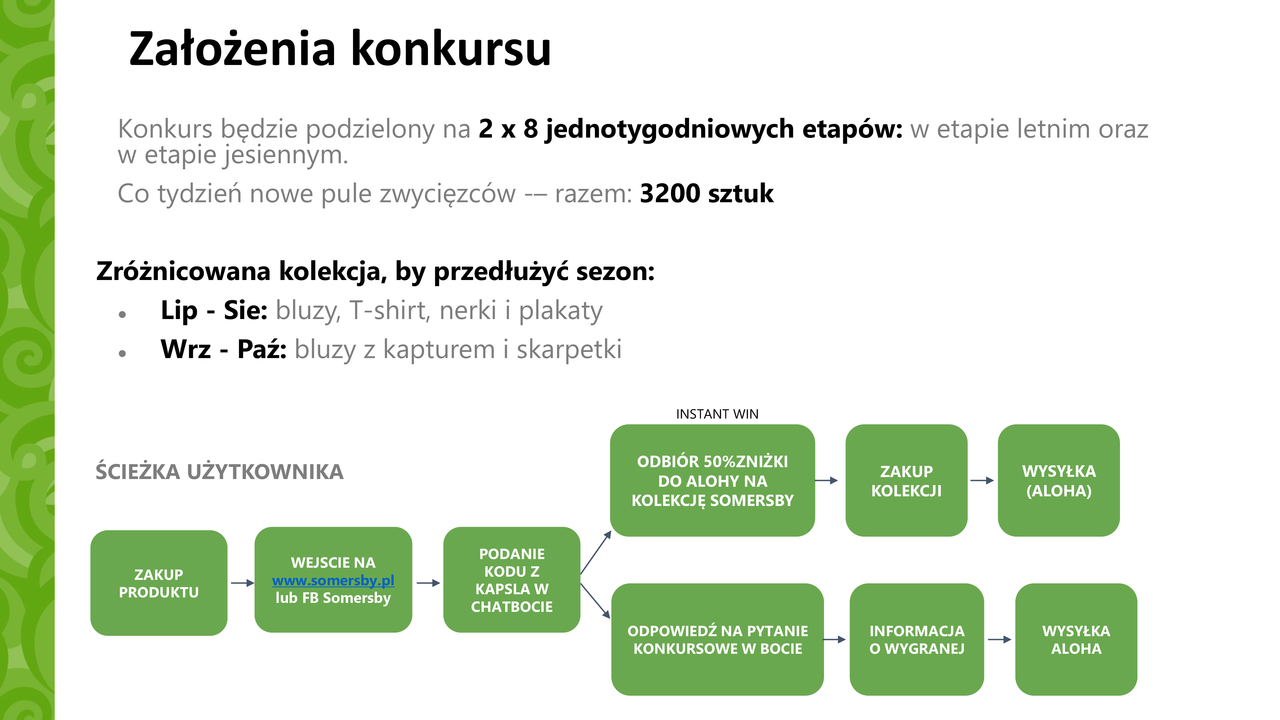 Założenia konkursu
Konkurs będzie podzielony na 2 x 8 jednotygodniowych etapów: w etapie letnim oraz
w etapie jesiennym.
Co tydzień nowe pule zwycięzców -– razem: 3200 sztuk
Zróżnicowana kolekcja, by przedłużyć sezon:
● Lip - Sie: bluzy, T-shirt, nerki i plakaty
● Wrz - Paź: bluzy z kapturem i skarpetki
ŚCIEŻKA UŻYTKOWNIKA
ZAKUP
PRODUKTU
WEJSCIE NA
www.somersby.pl
lub FB Somersby
PODANIE
KODU Z
KAPSLA W
CHATBOCIE
INSTANT WIN
ODBIÓR 50%ZNIŻKI
DO ALOHY NA
KOLEKCJĘ SOMERSBY
ZAKUP
KOLEKCJI
WYSYŁKA
(ALOHA)
ODPOWIEDŹ NA PYTANIE
KONKURSOWE W BOCIE
INFORMACJA
O WYGRANEJ
WYSYŁKA
ALOHA